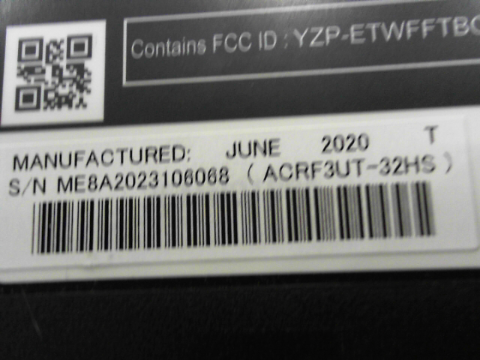 Contains FCC ID : YZP-ETWFFTBC
MANUFACTURED: JUNE 2020 T
S/N ME8A2023106068 ( ACRF3UT-32HS )